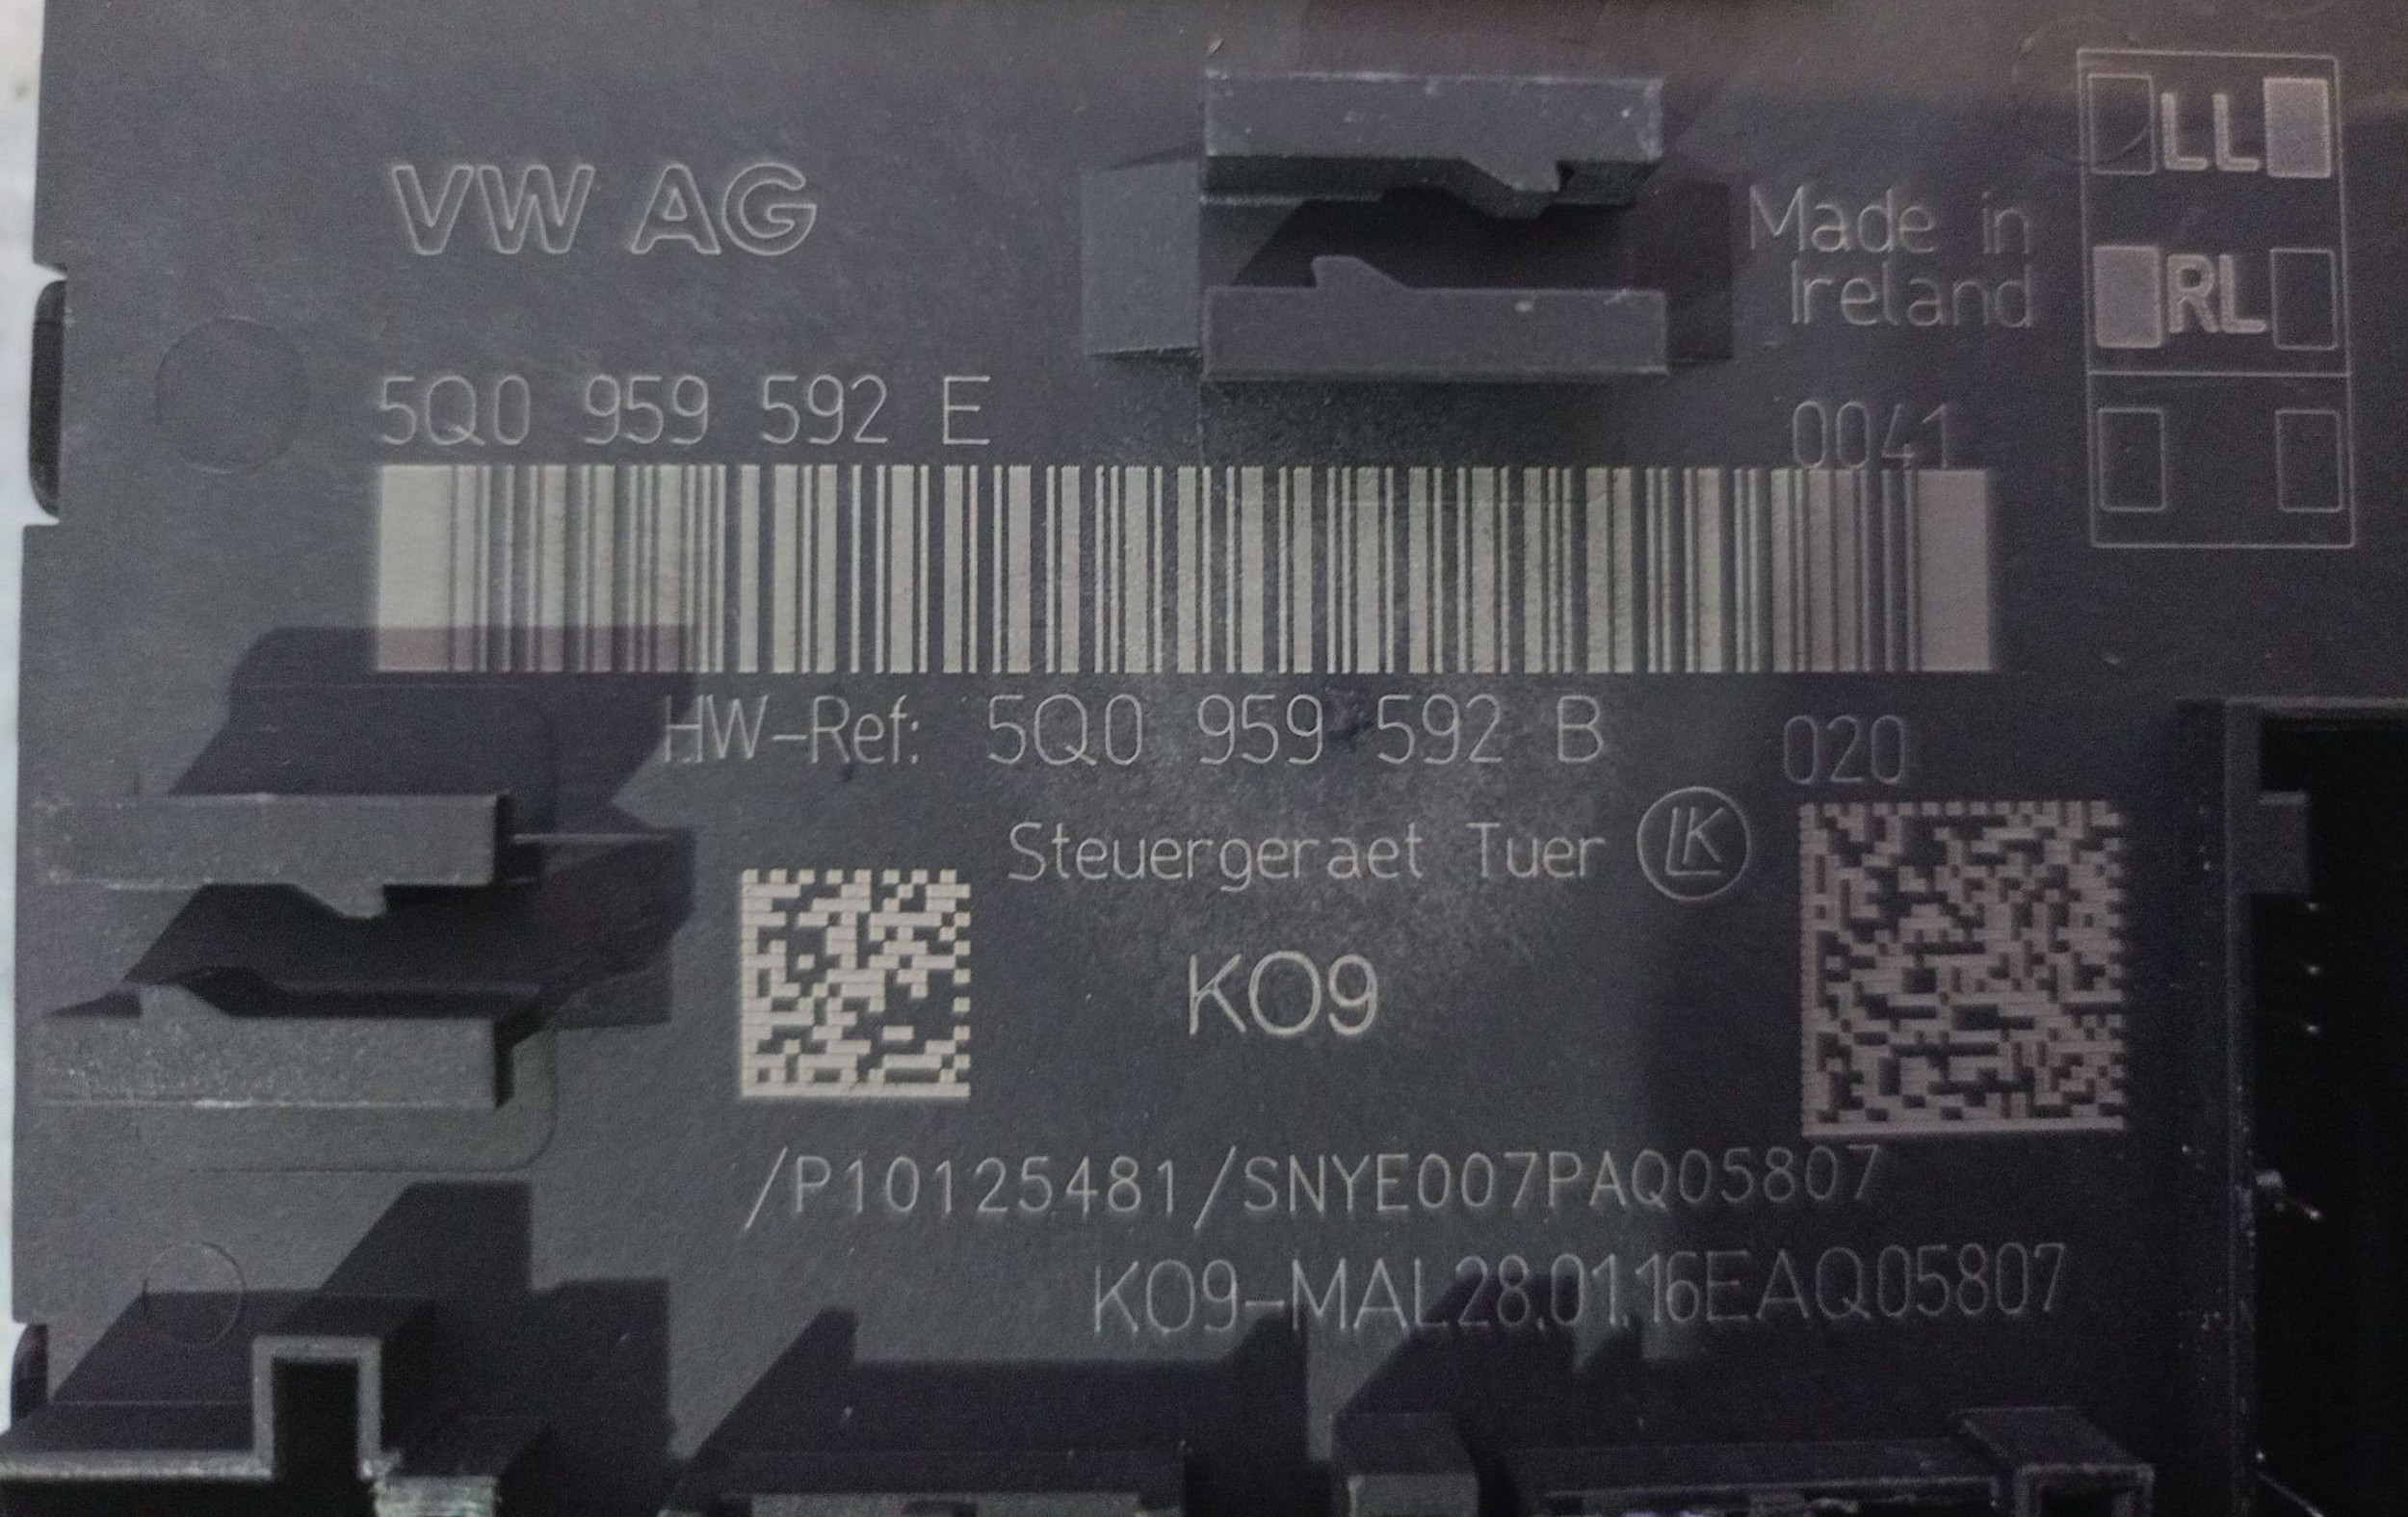 VW AG
Made in
Ireland
LL
RL
5Q0 959 592 E
0041
HW-Ref: 5Q0 959 592 B
020
Steuergeraet Tuer LK
KO9
/P10125481/SNYE007PAQ05807
KO9-MAL28.01.16EAQ05807